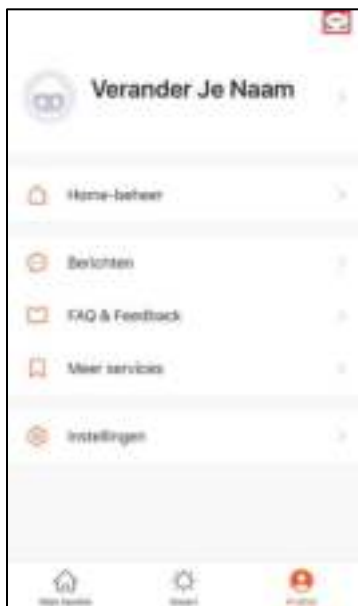 Verander Je Naam
Home-beheer
Berichten
FAQ & Feedback
Meer services
Instellingen